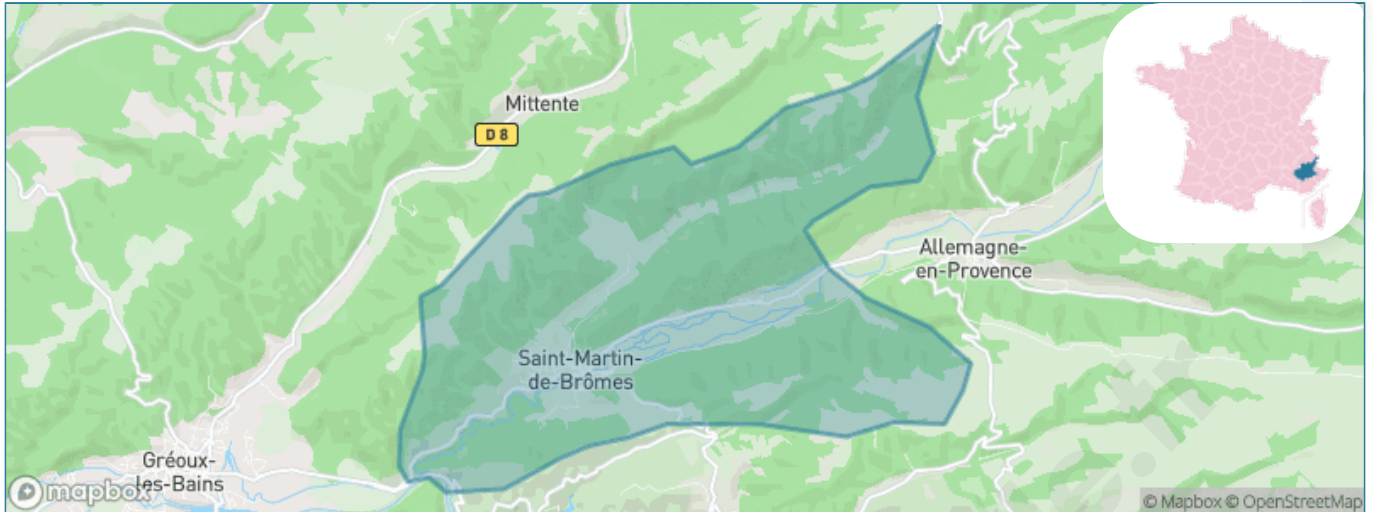 Mittente
D 8
Allemagne-
en-Provence
Saint-Martin-
de-Brômes
Gréoux-
les-Bains
mapbox
© Mapbox © OpenStreetMap